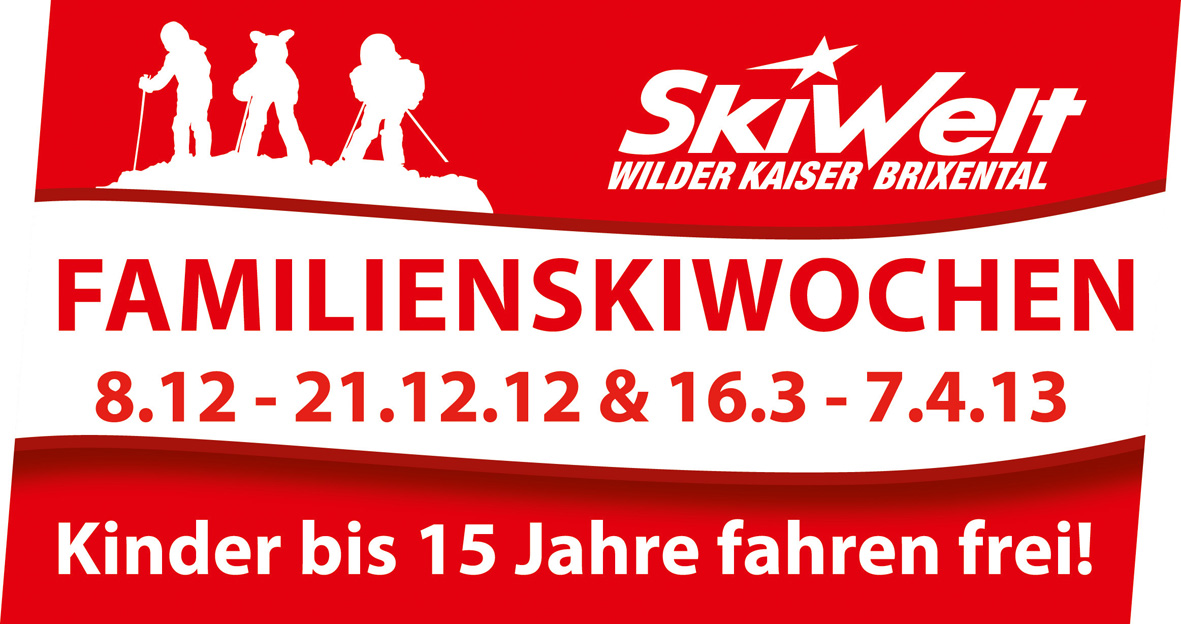 SkiWelt
WILDER KAISER BRIXENTAL
FAMILIENSKIWOCHEN
8.12 - 21.12.12 & 16.3 - 7.4.13
Kinder bis 15 Jahre fahren frei!